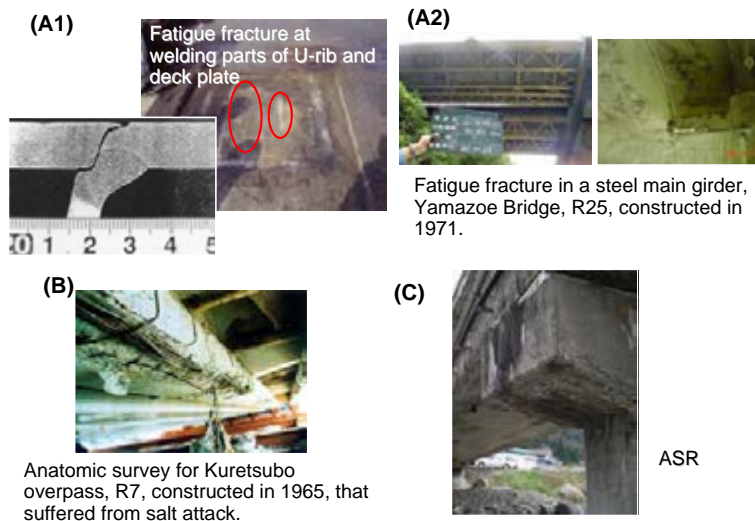 (A1)
Fatigue fracture at
welding parts of U-rib and
deck plate
1 2 3 4 5
(A2)
Fatigue fracture in a steel main girder,
Yamazoe Bridge, R25, constructed in
1971.
(B)
Anatomic survey for Kuretsubo
overpass, R7, constructed in 1965, that
suffered from salt attack.
(C)
ASR